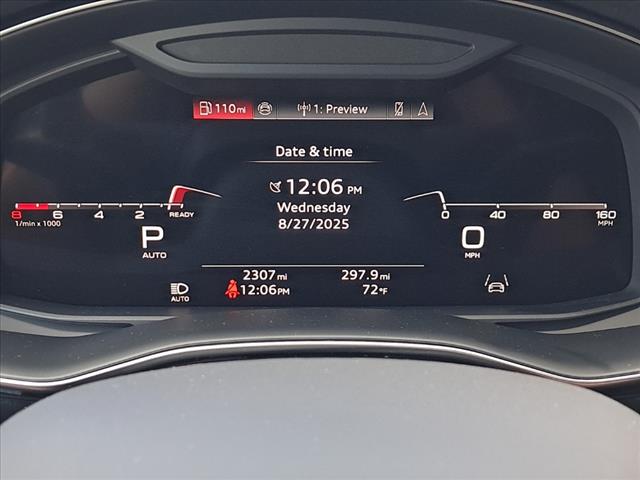 110mi 1: Preview
Date & time
12:06 PM
Wednesday
8/27/2025
8 6 4 2 READY
1/min x 1000
0 40 80 160
MPH
P
AUTO
0
MPH
2307 mi 297.9 mi
AUTO 12:06PM 72°F